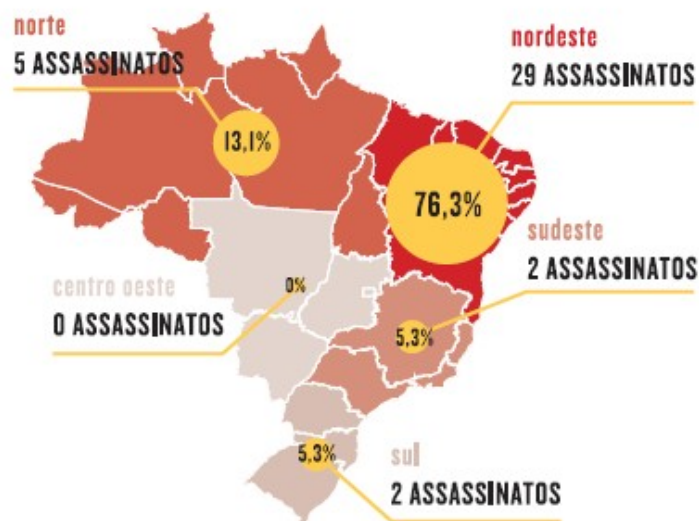 norte
5 ASSASSINATOS
13,1%
nordeste
29 ASSASSINATOS
76,3%
sudeste
2 ASSASSINATOS
5,3%
centro oeste
0 ASSASSINATOS
0%
sul
2 ASSASSINATOS
5,3%